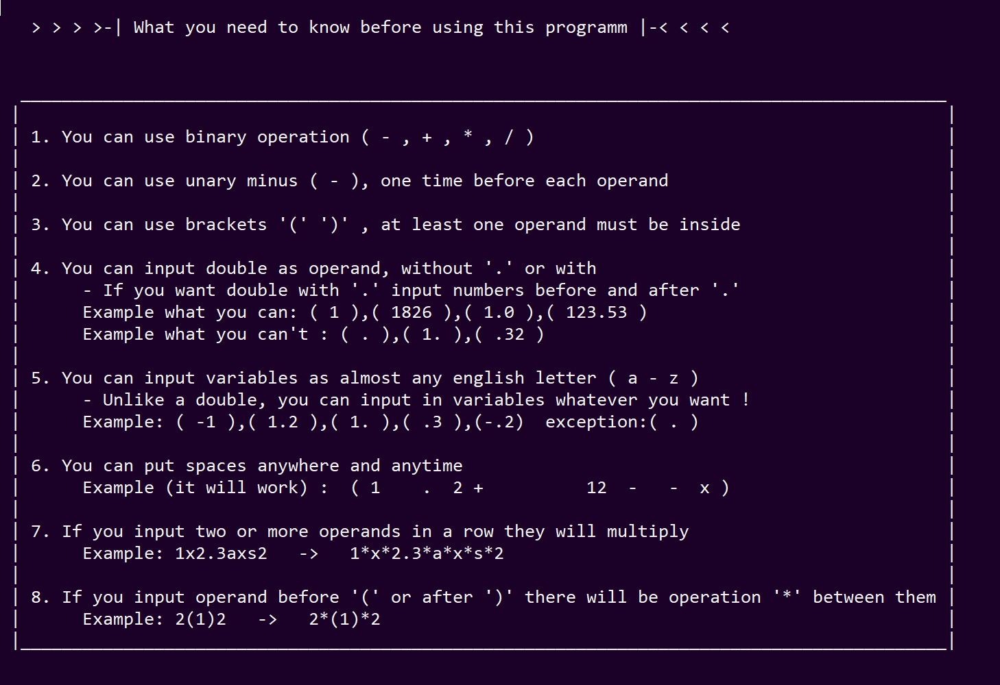 > > > >-| What you need to know before using this programm |-< < < <
1. You can use binary operation ( - , + , * , / )
2. You can use unary minus ( - ), one time before each operand
3. You can use brackets '(' ')' , at least one operand must be inside
4. You can input double as operand, without '.' or with
- If you want double with '.' input numbers before and after '.'
Example what you can: ( 1 ),( 1826 ),( 1.0 ),( 123.53 )
Example what you can't : ( . ),( 1. ),( .32 )
5. You can input variables as almost any english letter ( a - z )
- Unlike a double, you can input in variables whatever you want !
Example: ( -1 ),( 1.2 ),( 1. ),( .3 ),(-.2)  exception:( . )
6. You can put spaces anywhere and anytime
Example (it will work) :  ( 1    .  2 +          12  -   -  x )
7. If you input two or more operands in a row they will multiply
Example: 1x2.3axs2   ->   1*x*2.3*a*x*s*2
8. If you input operand before '(' or after ')' there will be operation '*' between them
Example: 2(1)2   ->   2*(1)*2